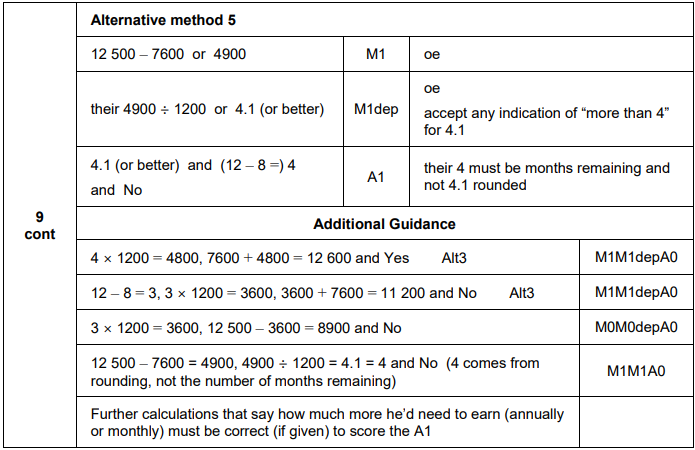 Alternative method 5
12 500 – 7600 or 4900
M1
oe
their 4900 ÷ 1200 or 4.1 (or better)
M1dep
oe
accept any indication of “more than 4”
for 4.1
4.1 (or better) and (12 – 8 =) 4
and No
A1
their 4 must be months remaining and
not 4.1 rounded
9
cont
Additional Guidance
4 × 1200 = 4800, 7600 + 4800 = 12 600 and Yes Alt3
M1M1depA0
12 – 8 = 3, 3 × 1200 = 3600, 3600 + 7600 = 11 200 and No Alt3
M1M1depA0
3 × 1200 = 3600, 12 500 – 3600 = 8900 and No
M0M0depA0
12 500 – 7600 = 4900, 4900 ÷ 1200 = 4.1 = 4 and No (4 comes from
rounding, not the number of months remaining)
M1M1A0
Further calculations that say how much more he’d need to earn (annually
or monthly) must be correct (if given) to score the A1